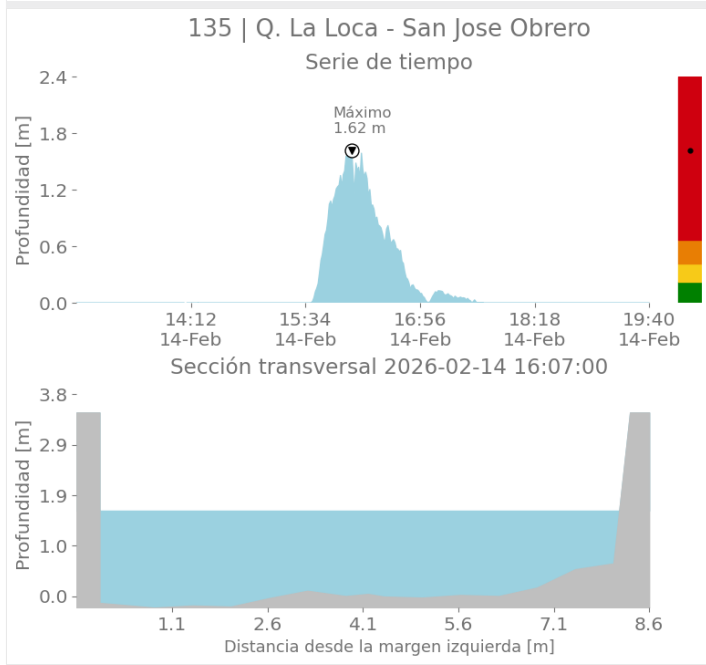 135 | Q. La Loca - San Jose Obrero
Serie de tiempo
2.4
1.8
1.2
0.6
0.0
Profundidad [m]
Máximo
1.62 m
14:12 15:34 16:56 18:18 19:40
14-Feb 14-Feb 14-Feb 14-Feb 14-Feb
Sección transversal 2026-02-14 16:07:00
3.8
2.9
1.9
1.0
0.0
Profundidad [m]
1.1 2.6 4.1 5.6 7.1 8.6
Distancia desde la margen izquierda [m]